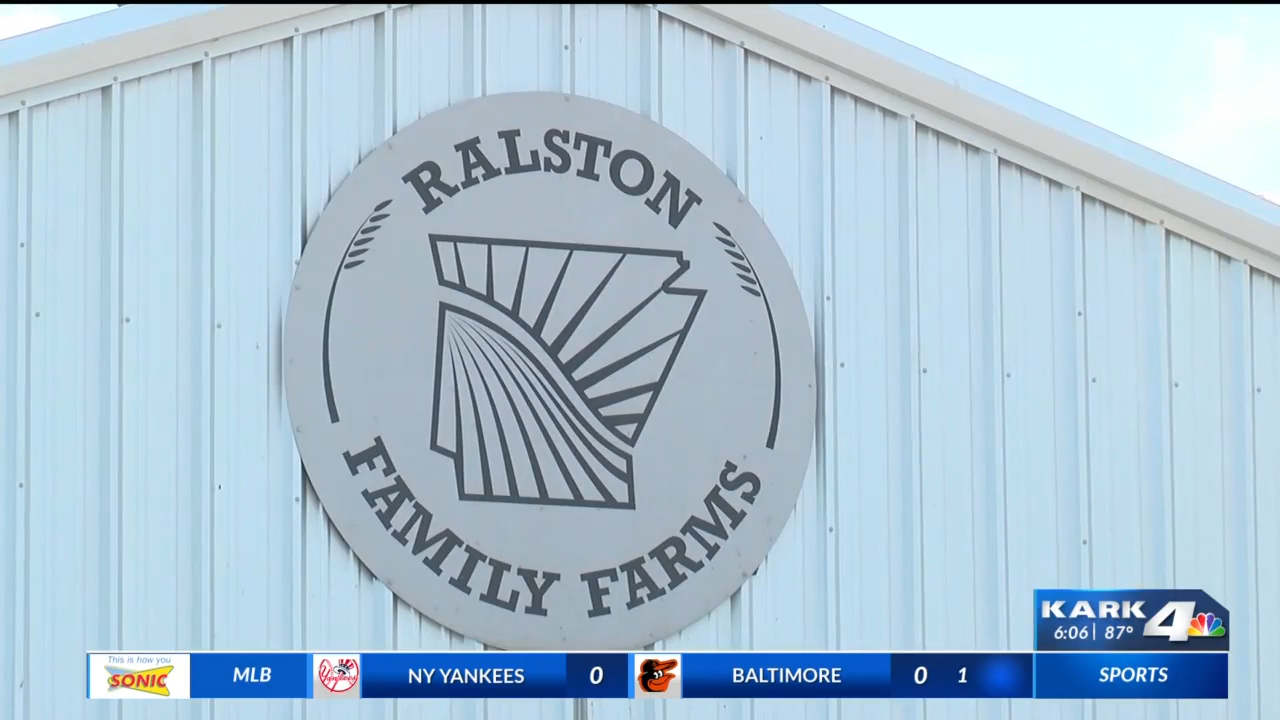 RALSTON
FAMILY FARMS
KARK 4
6:06 | 87°
This is how you
SONIC
MLB
Yankees
NY YANKEES
0
BALTIMORE
0
1
SPORTS